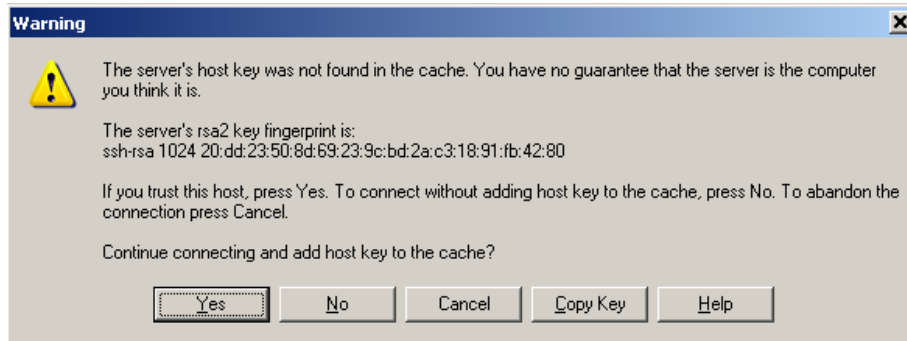 Warning
The server's host key was not found in the cache. You have no guarantee that the server is the computer
you think it is.
The server's rsa2 key fingerprint is:
ssh-rsa 1024 20:dd:23:50:8d:69:23:9c:bd:2a:c3:18:91:fb:42:80
If you trust this host, press Yes. To connect without adding host key to the cache, press No. To abandon the
connection press Cancel.
Continue connecting and add host key to the cache?
Yes No Cancel Copy Key Help